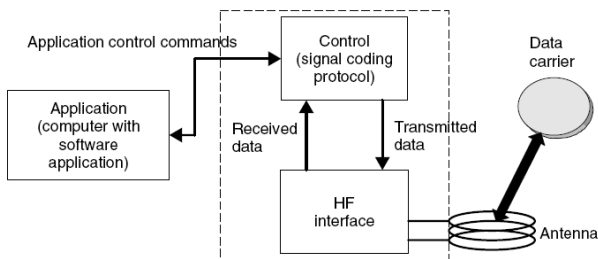 Application control commands
Control
(signal coding
protocol)
Data
carrier
Application
(computer with
software
application)
Received
data
Transmitted
data
HF
interface
Antenna